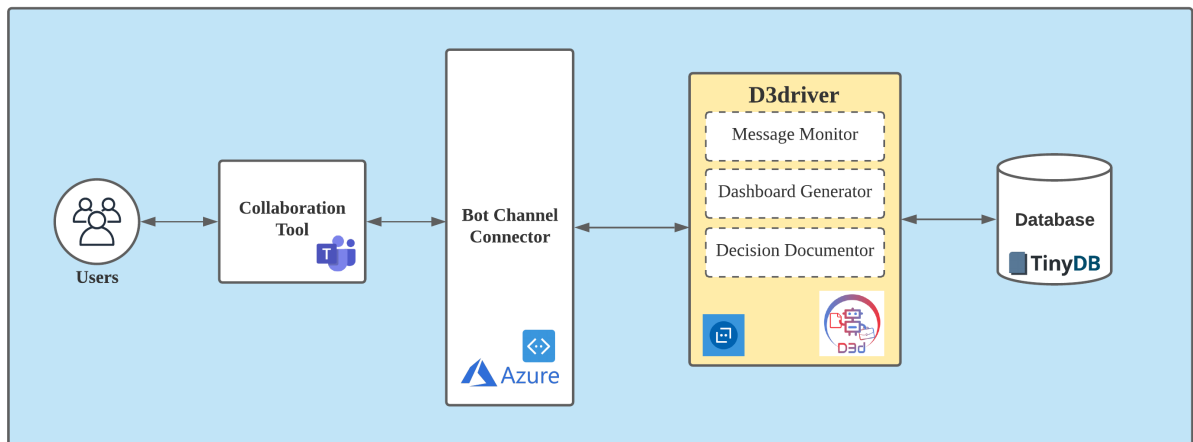 Users
Collaboration
Tool
T
Bot Channel
Connector
Azure
D3driver
Message Monitor
Dashboard Generator
Decision Documentor
D3d
Database
TinyDB